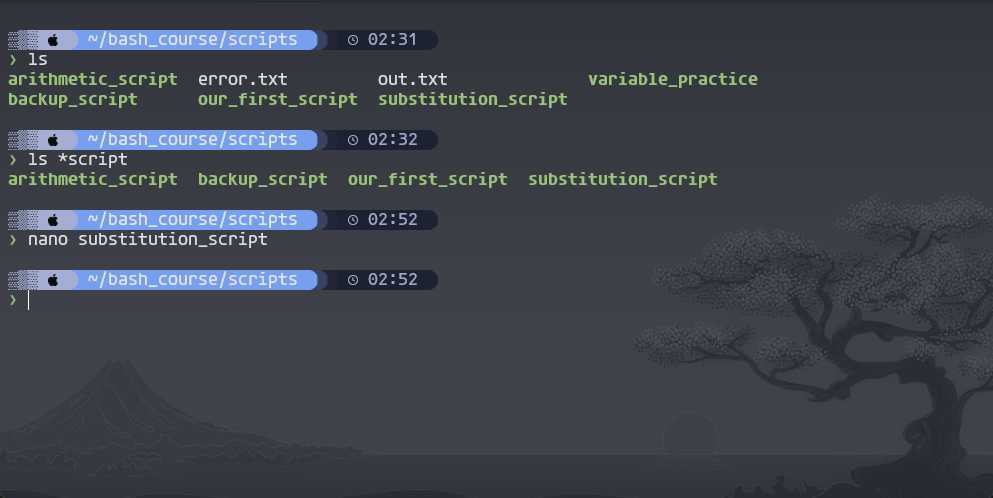 ~/bash_course/scripts 02:31
❯ ls
arithmetic_script error.txt out.txt variable_practice
backup_script our_first_script substitution_script
~/bash_course/scripts 02:32
❯ ls *script
arithmetic_script backup_script our_first_script substitution_script
~/bash_course/scripts 02:52
❯ nano substitution_script
~/bash_course/scripts 02:52
❯